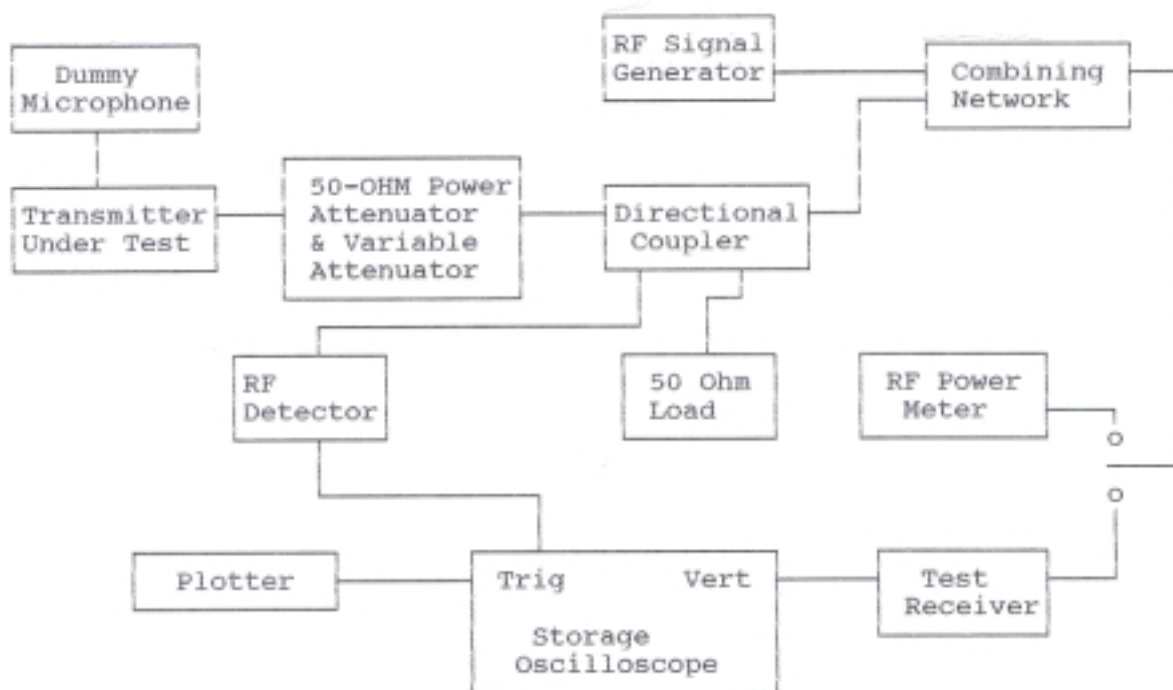 RF Signal
Generator
Combining
Network
Dummy
Microphone
50-OHM Power
Attenuator
& Variable
Attenuator
Transmitter
Under Test
Directional
Coupler
RF
Detector
50 Ohm
Load
RF Power
Meter
Plotter
Trig
Vert
Storage
Oscilloscope
Test
Receiver